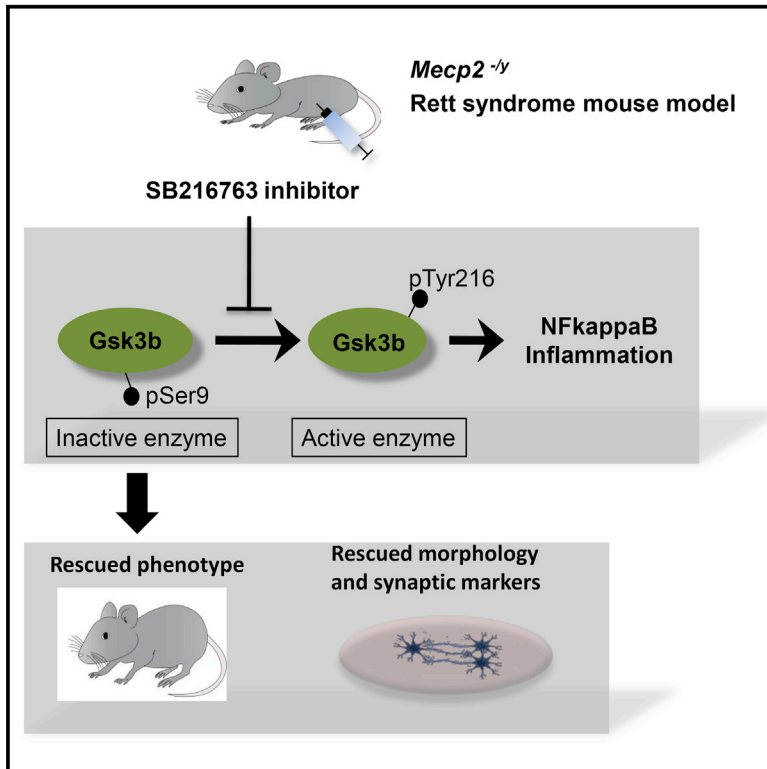 Mecp2 -/y
Rett syndrome mouse model
SB216763 inhibitor
pTyr216
Gsk3b
Gsk3b
NFkappaB
Inflammation
pSer9
Inactive enzyme
Active enzyme
Rescued phenotype
Rescued morphology
and synaptic markers